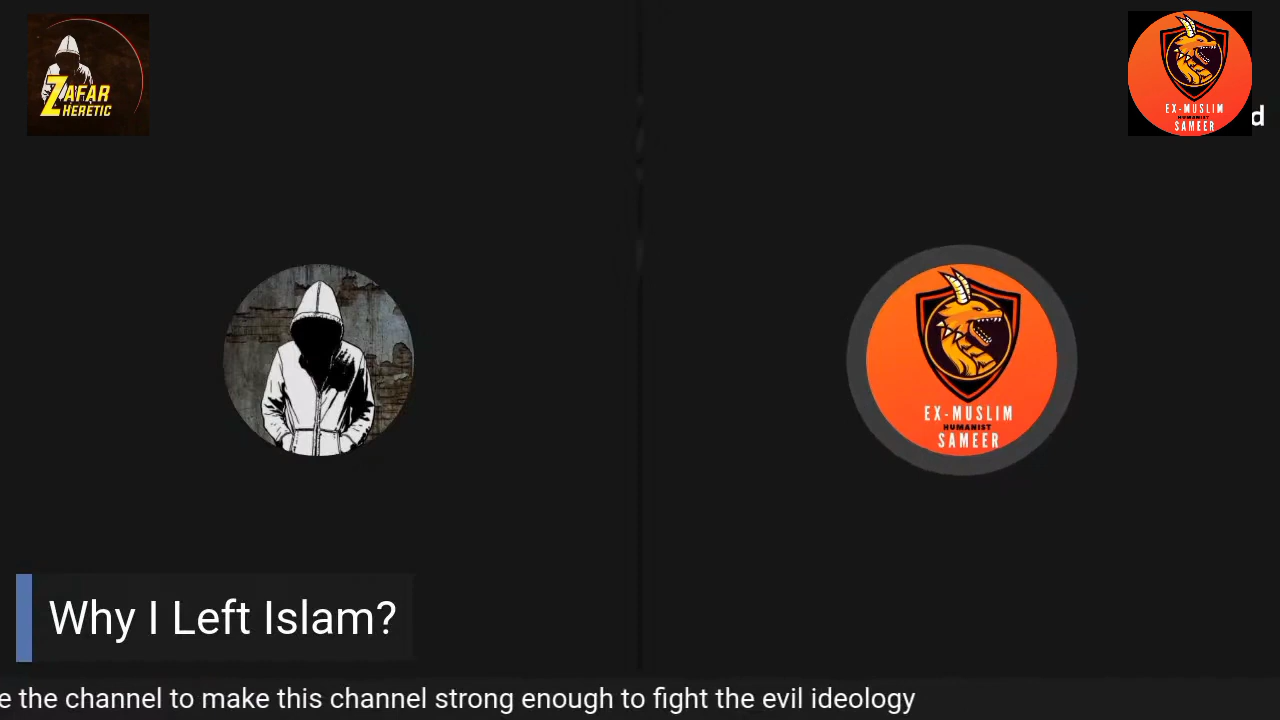 ZAFAR
HERETIC
EX-MUSLIM
HUMANIST
SAMEER
d
EX-MUSLIM
HUMANIST
SAMEER
Why I Left Islam?
e the channel to make this channel strong enough to fight the evil ideology